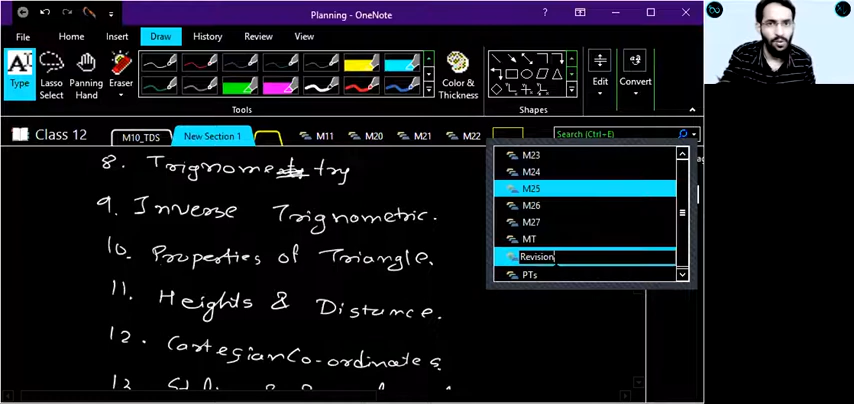 Planning - OneNote
File Home Insert Draw History Review View
Type
Lasso Select
Panning Hand
Eraser
Color & Thickness
Edit
Convert
Tools
Shapes
Class 12
M10_TDS
New Section 1
M11
M20
M21
M22
Search (Ctrl-E)
M23
M24
M25
M26
M27
MT
Revision
PTs
8. Trignometry
9. Inverse Trignometric.
10. Properties of Triangle.
11. Heights & Distance.
12. Cartegian Co-ordinates
13